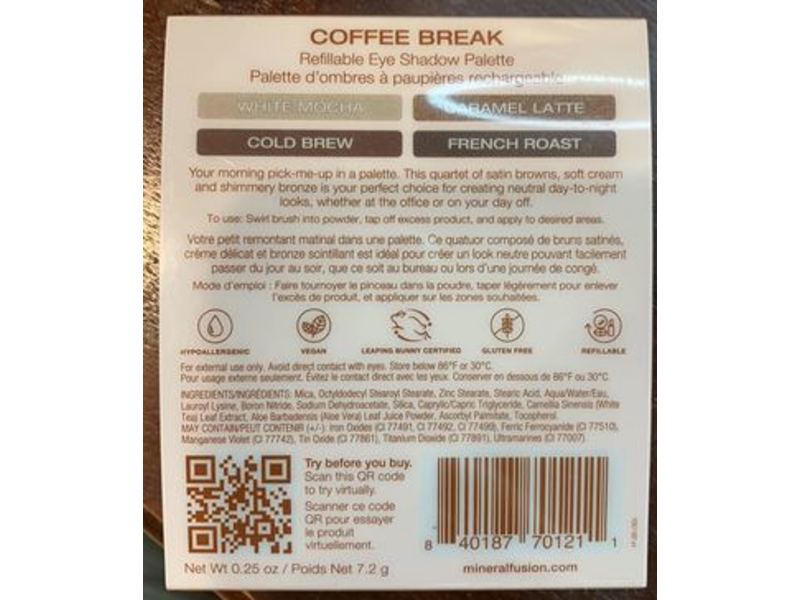 COFFEE BREAK
Refillable Eye Shadow Palette
Palette d'ombres à paupières rechargeable
WHITE MOCHA
CARAMEL LATTE
COLD BREW
FRENCH ROAST
Your morning pick-me-up in a palette. This quartet of satin browns, soft cream
and shimmery bronze is your perfect choice for creating neutral day-to-night
looks, whether at the office or on your day off.
To use: Swirl brush into powder, tap off excess product, and apply to desired areas.
Votre petit remontant matinal dans une palette. Ce quatuor composé de bruns satinés,
crème délicat et bronze scintillant est idéal pour créer un look neutre pouvant facilement
passer du jour au soir, que ce soit au bureau ou lors d'une journée de congé.
Mode d'emploi : Faire tournoyer le pinceau dans la poudre, taper légèrement pour enlever
l'excès de produit, et appliquer sur les zones souhaitées.
HYPOALLERGENIC
VEGAN
LEAPING BUNNY CERTIFIED
GLUTEN FREE
REFILLABLE
For external use only. Avoid direct contact with eyes. Store below 86°F or 30°C.
Pour usage externe seulement. Évitez le contact direct avec les yeux. Conserver en dessous de 86°F ou 30°C.
INGREDIENTS/INGRÉDIENTS: Mica, Octyldodecyl Stearoyl Stearate, Zinc Stearate, Stearic Acid, Aqua/Water/Eau,
Lauroyl Lysine, Boron Nitride, Sodium Dehydroacetate, Silica, Caprylic/Capric Triglyceride, Camellia Sinensis (White
Tea) Leaf Extract, Aloe Barbadensis (Aloe Vera) Leaf Juice Powder, Ascorbyl Palmitate, Tocopherol.
MAY CONTAIN/PEUT CONTENIR (+/-): Iron Oxides (CI 77491, CI 77492, CI 77499), Ferric Ferrocyanide (CI 77510),
Manganese Violet (CI 77742), Tin Oxide (CI 77861), Titanium Dioxide (CI 77891), Ultramarines (CI 77007).
Try before you buy.
Scan this QR code
to try virtually.
Scanner ce code
QR pour essayer
le produit
virtuellement.
8 40187 70121 1
Net Wt 0.25 oz / Poids Net 7.2 g
mineralfusion.com